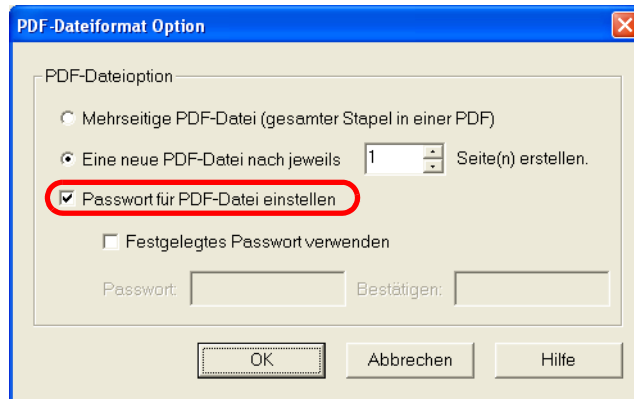 PDF-Dateiformat Option
PDF-Dateioption
Mehrseitige PDF-Datei (gesamter Stapel in einer PDF)
Eine neue PDF-Datei nach jeweils 1 Seite(n) erstellen.
Passwort für PDF-Datei einstellen
Festgelegtes Passwort verwenden
Passwort: Bestätigen:
OK Abbrechen Hilfe